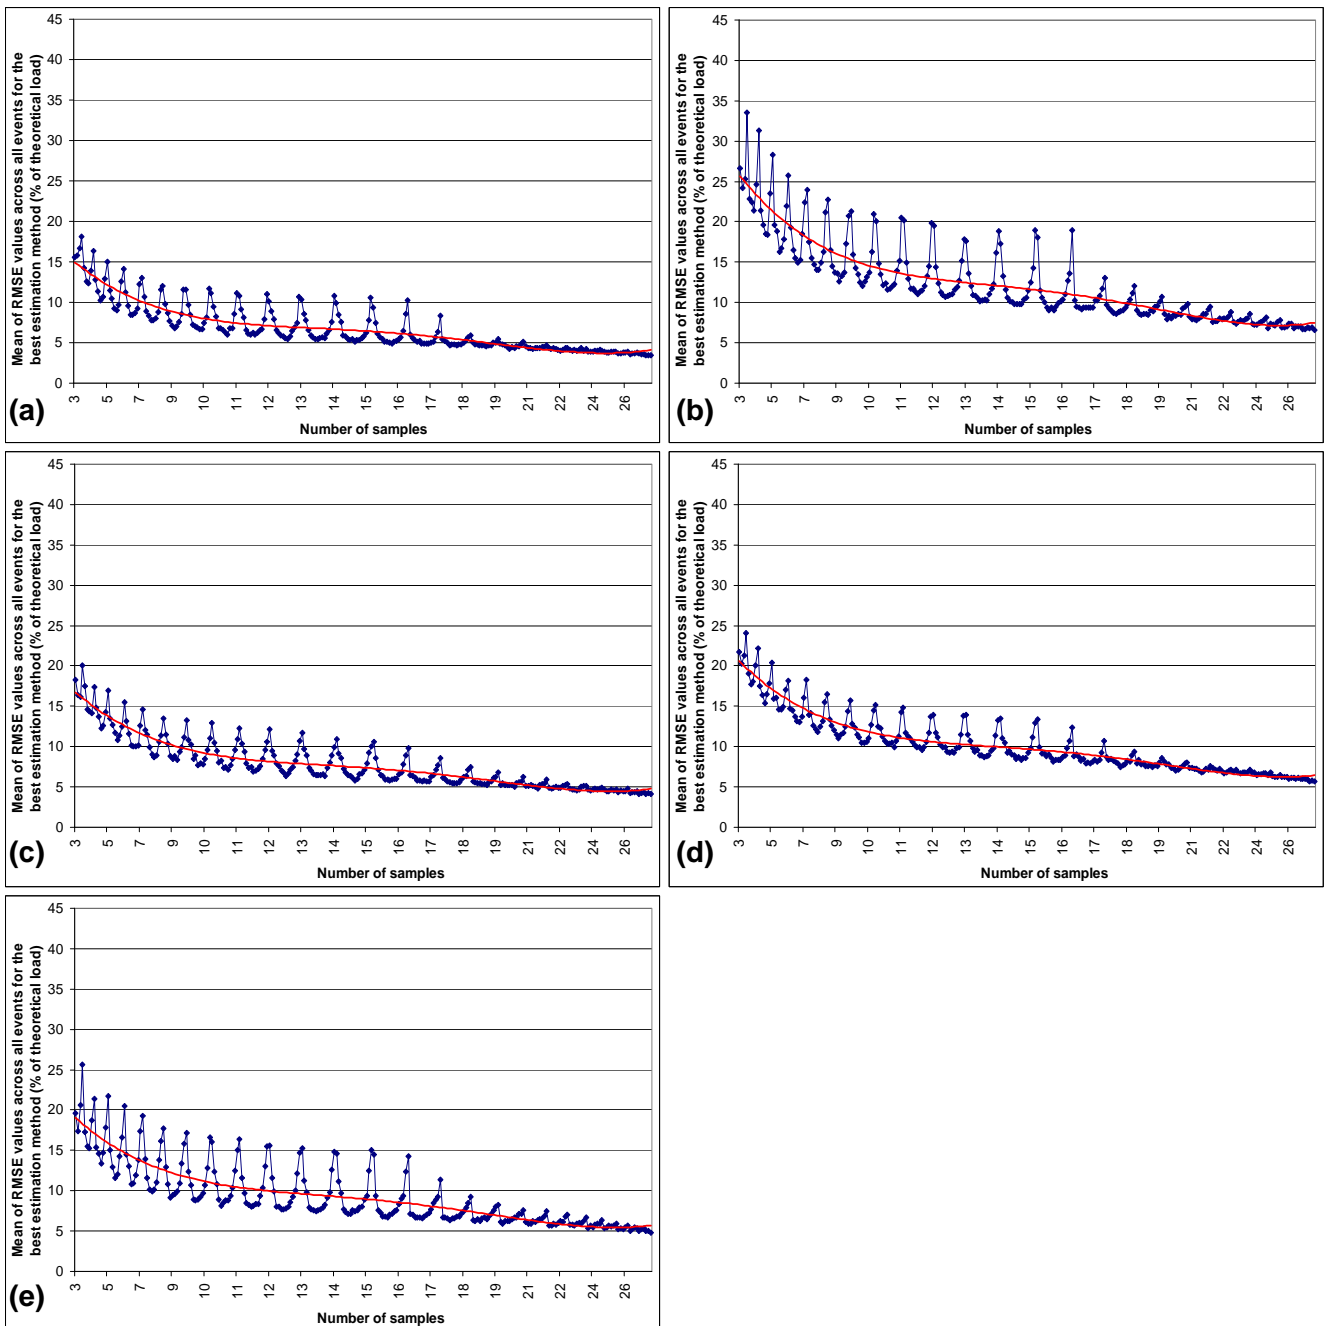 45
40
35
30
25
20
15
10
5
0
Mean of RMSE values across all events for the
best estimation method (% of theoretical load)
3 5 7 9 10 11 12 13 14 15 16 17 18 19 21 22 24 26
Number of samples
(a)
45
40
35
30
25
20
15
10
5
0
Mean of RMSE values across all events for the
best estimation method (% of theoretical load)
3 5 7 9 10 11 12 13 14 15 16 17 18 19 21 22 24 26
Number of samples
(b)
45
40
35
30
25
20
15
10
5
0
Mean of RMSE values across all events for the
best estimation method (% of theoretical load)
3 5 7 9 10 11 12 13 14 15 16 17 18 19 21 22 24 26
Number of samples
(c)
45
40
35
30
25
20
15
10
5
0
Mean of RMSE values across all events for the
best estimation method (% of theoretical load)
3 5 7 9 10 11 12 13 14 15 16 17 18 19 21 22 24 26
Number of samples
(d)
45
40
35
30
25
20
15
10
5
0
Mean of RMSE values across all events for the
best estimation method (% of theoretical load)
3 5 7 9 10 11 12 13 14 15 16 17 18 19 21 22 24 26
Number of samples
(e)